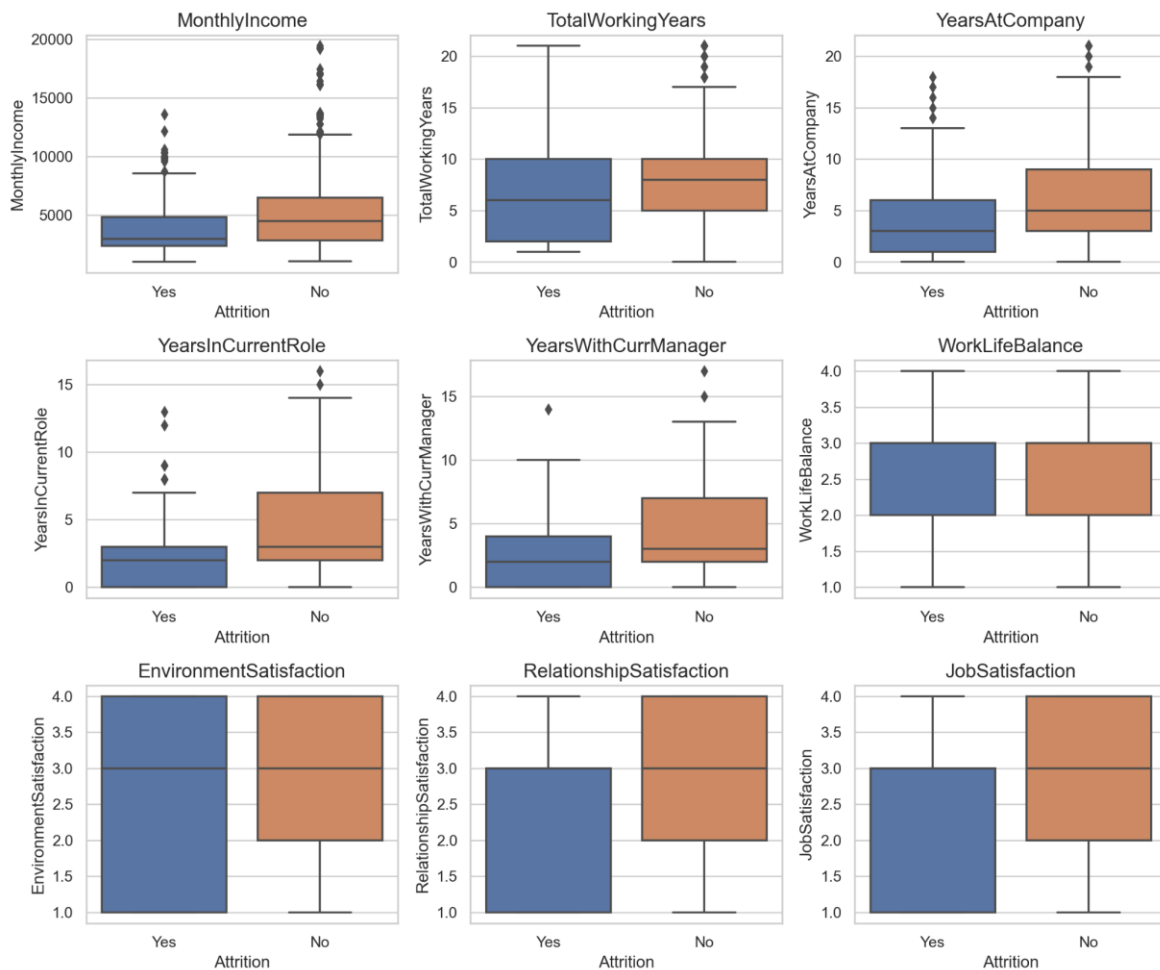 MonthlyIncome
MonthlyIncome
20000
15000
10000
5000
Yes
No
Attrition
TotalWorkingYears
TotalWorkingYears
20
15
10
5
0
Yes
No
Attrition
YearsAtCompany
YearsAtCompany
20
15
10
5
0
Yes
No
Attrition
YearsInCurrentRole
YearsInCurrentRole
15
10
5
0
Yes
No
Attrition
YearsWithCurrManager
YearsWithCurrManager
15
10
5
0
Yes
No
Attrition
WorkLifeBalance
WorkLifeBalance
4.0
3.5
3.0
2.5
2.0
1.5
1.0
Yes
No
Attrition
EnvironmentSatisfaction
EnvironmentSatisfaction
4.0
3.5
3.0
2.5
2.0
1.5
1.0
Yes
No
Attrition
RelationshipSatisfaction
RelationshipSatisfaction
4.0
3.5
3.0
2.5
2.0
1.5
1.0
Yes
No
Attrition
JobSatisfaction
JobSatisfaction
4.0
3.5
3.0
2.5
2.0
1.5
1.0
Yes
No
Attrition